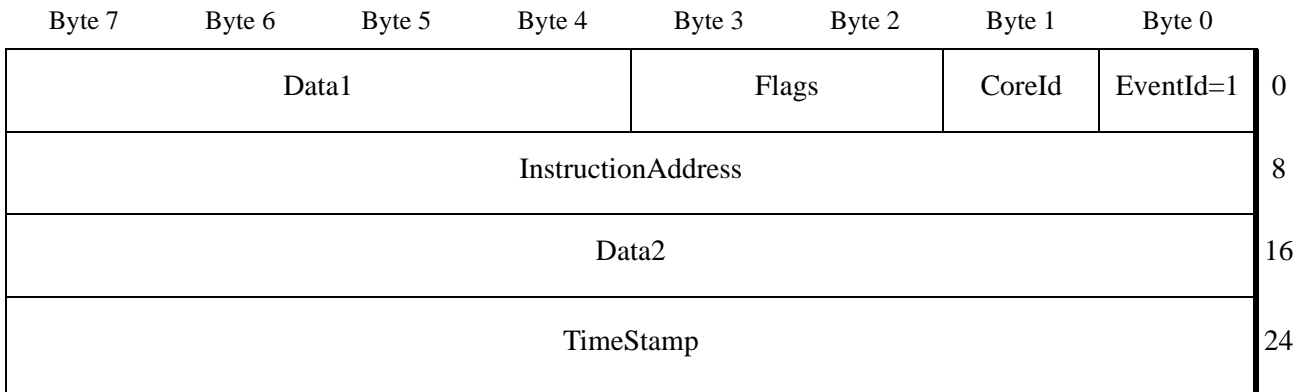 Byte 7 Byte 6 Byte 5 Byte 4 Byte 3 Byte 2 Byte 1 Byte 0
Data1 Flags CoreId EventId=1 0
InstructionAddress 8
Data2 16
TimeStamp 24